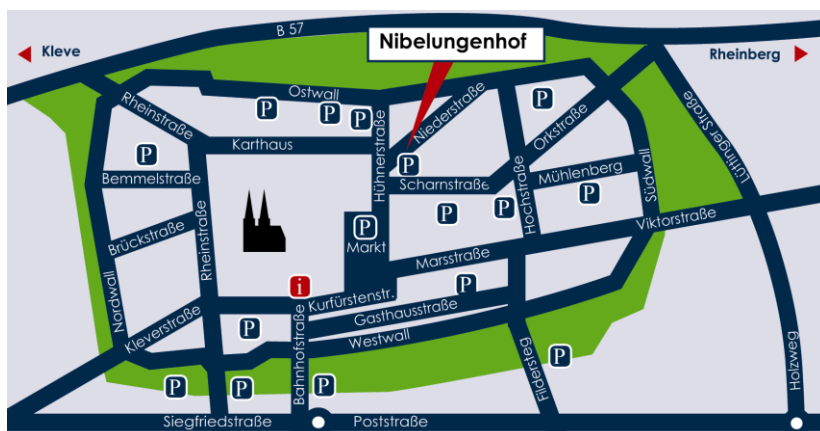 B 57
Kleve
Nibelungenhof
Rheinberg
Rheinstraße
Ostwall
P
P
P
P
Niederstraße
Orkstraße
Lüttinger Straße
Karthaus
P
Hühnerstraße
P
Bemmelstraße
Scharnstraße
Mühlenberg
Hochstraße
Südwall
P
P
P
Rheinstraße
Brückstraße
P
Markt
Viktorstraße
Marsstraße
Nordwall
i
Kurfürstenstr.
P
Gasthausstraße
Kleverstraße
P
Westwall
Bahnhofstraße
Fildersteg
P
Holzweg
P
P
P
Siegfriedstraße
Poststraße